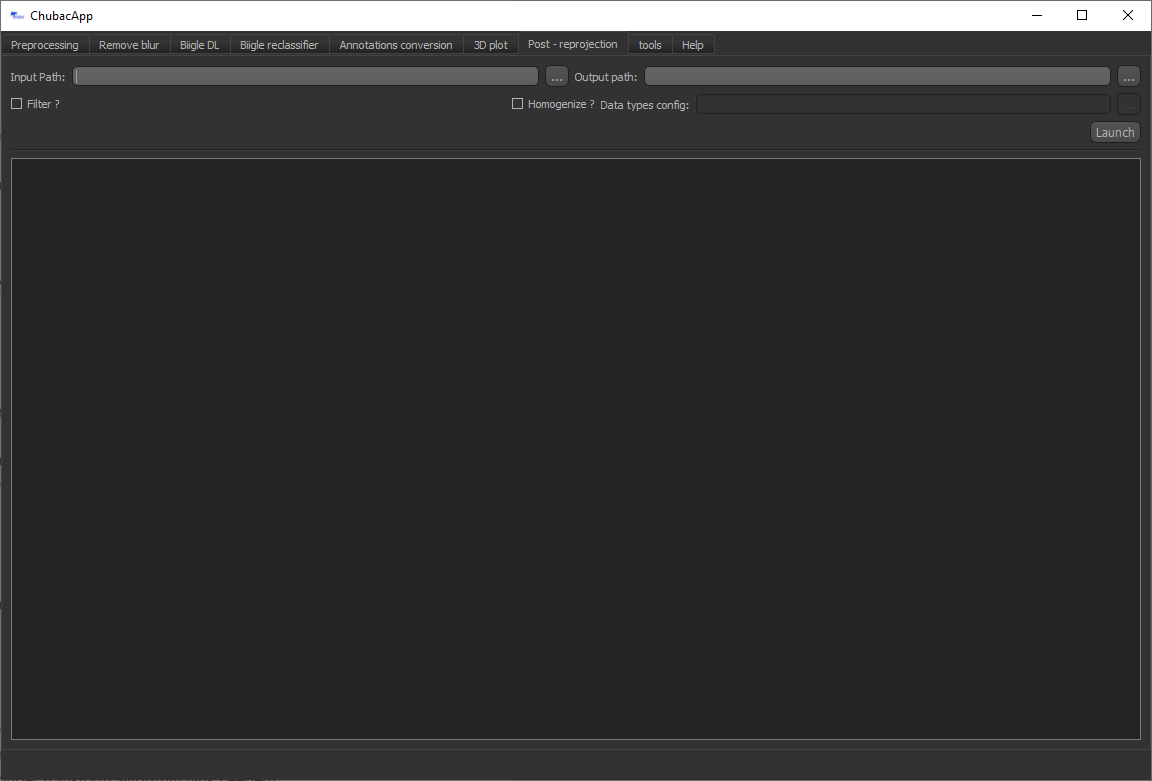 ChubacApp
Preprocessing Remove blur Biigle DL Biigle reclassifier Annotations conversion 3D plot Post - reprojection tools Help
Input Path: ... Output path: ...
Filter ? Homogenize ? Data types config: ...
Launch